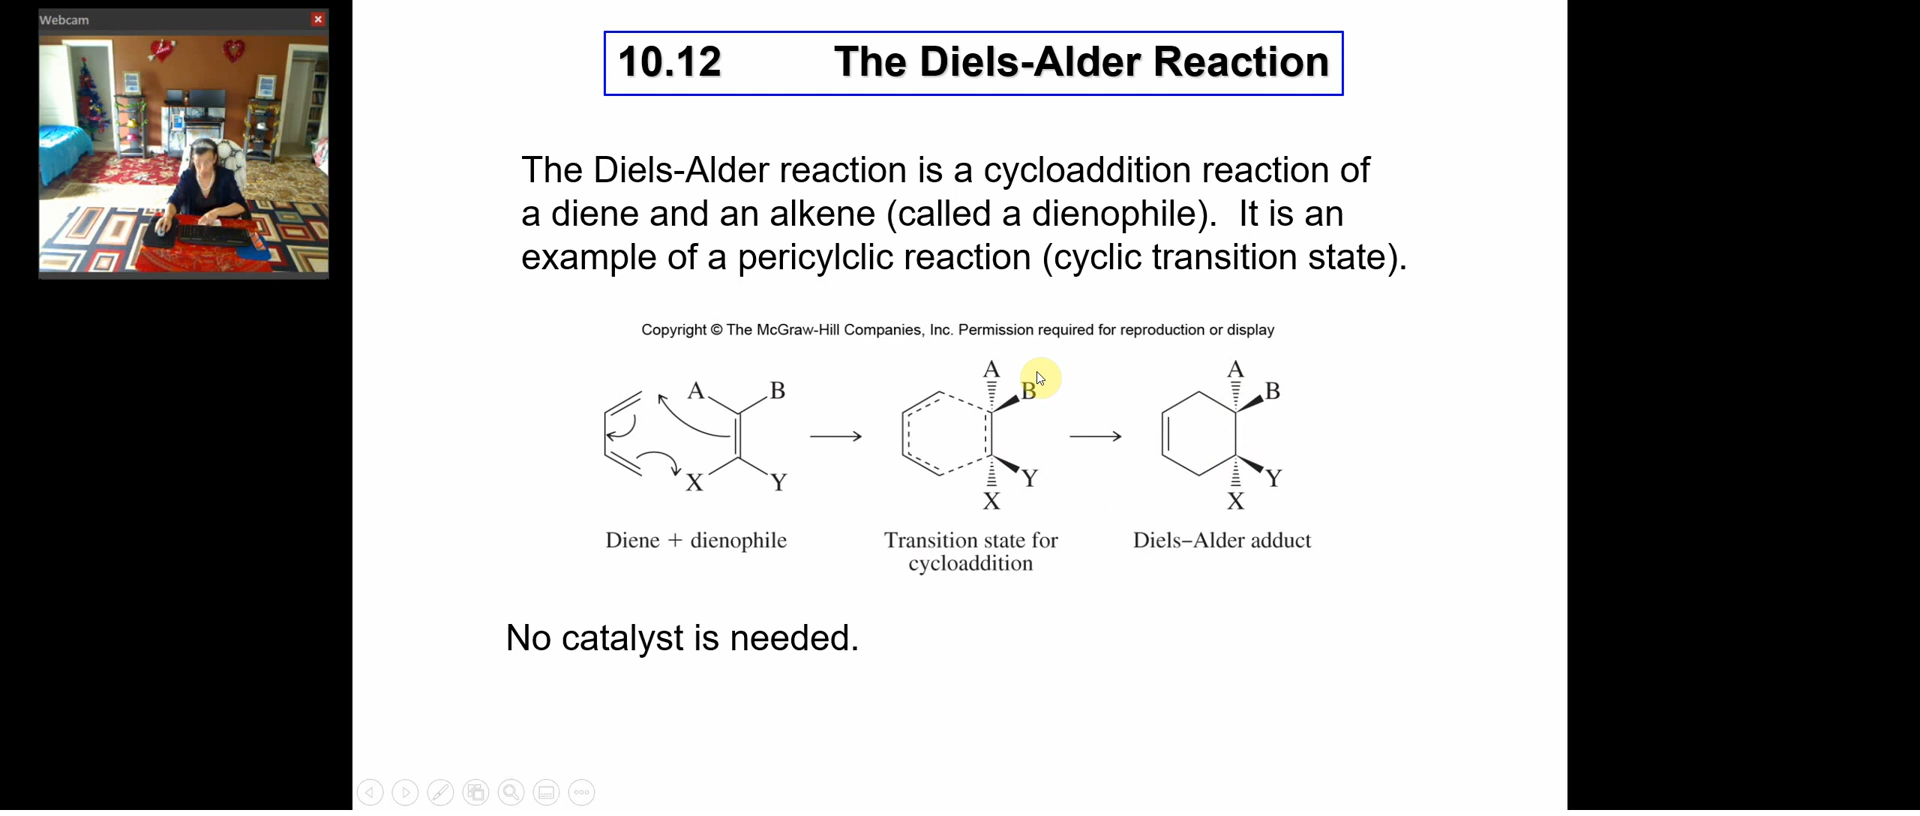 Webcam
10.12 The Diels-Alder Reaction
The Diels-Alder reaction is a cycloaddition reaction of
a diene and an alkene (called a dienophile). It is an
example of a pericylclic reaction (cyclic transition state).
Copyright © The McGraw-Hill Companies, Inc. Permission required for reproduction or display
A B A B A B
X Y X Y X Y
Diene + dienophile
Transition state for
cycloaddition
Diels–Alder adduct
No catalyst is needed.